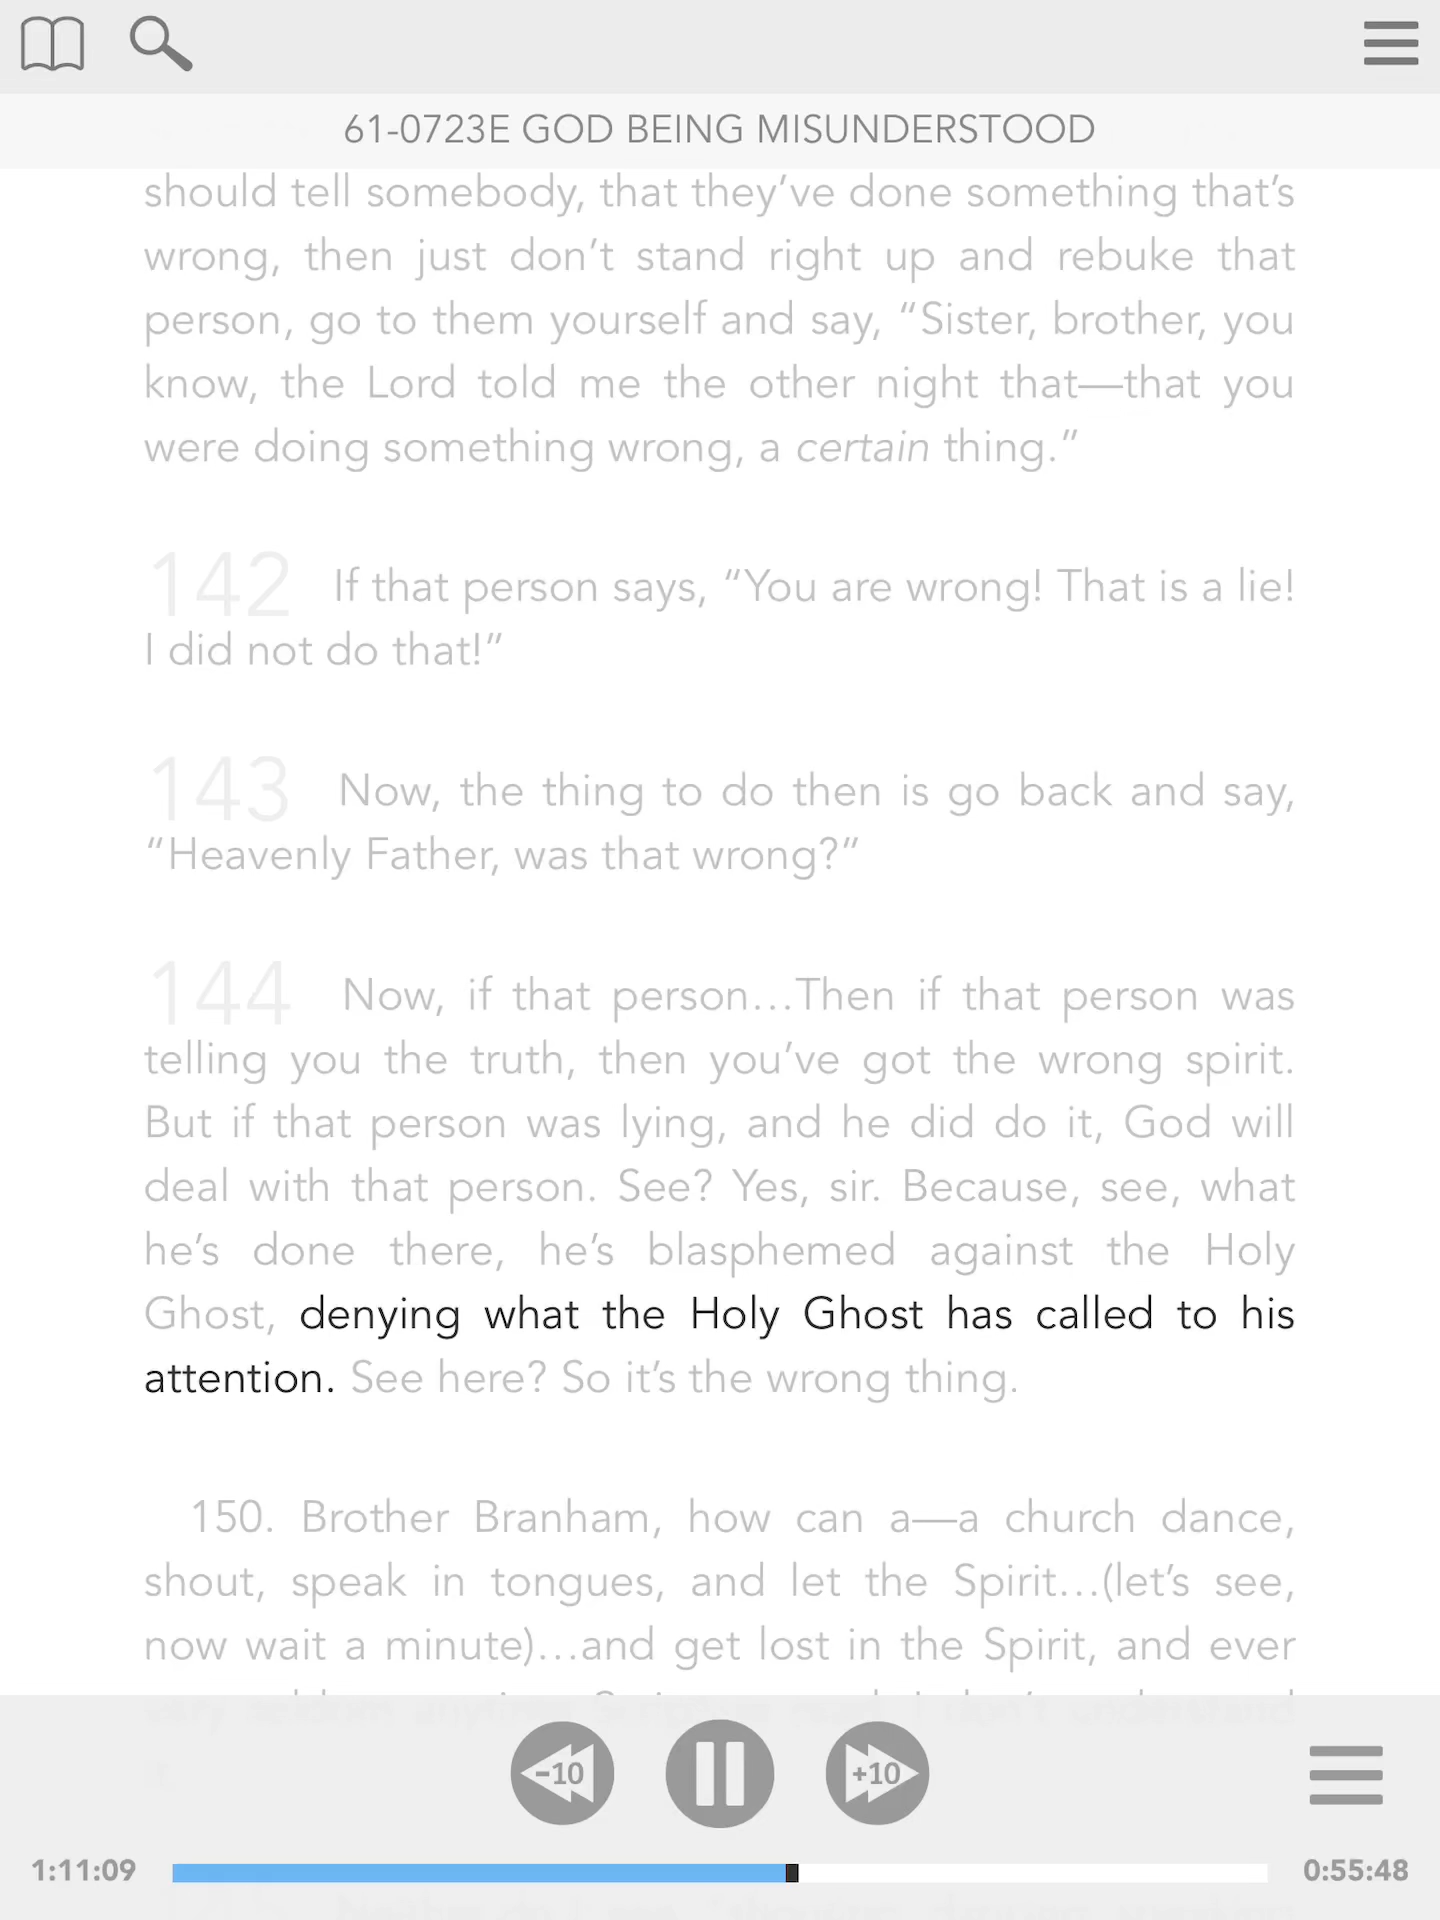 61-0723E GOD BEING MISUNDERSTOOD
should tell somebody, that they’ve done something that’s
wrong, then just don’t stand right up and rebuke that
person, go to them yourself and say, “Sister, brother, you
know, the Lord told me the other night that—that you
were doing something wrong, a certain thing.”
142 If that person says, “You are wrong! That is a lie!
I did not do that!”
143 Now, the thing to do then is go back and say,
“Heavenly Father, was that wrong?”
144 Now, if that person…Then if that person was
telling you the truth, then you’ve got the wrong spirit.
But if that person was lying, and he did do it, God will
deal with that person. See? Yes, sir. Because, see, what
he’s done there, he’s blasphemed against the Holy
Ghost, denying what the Holy Ghost has called to his
attention. See here? So it’s the wrong thing.
150. Brother Branham, how can a—a church dance,
shout, speak in tongues, and let the Spirit…(let’s see,
now wait a minute)…and get lost in the Spirit, and ever
very seldom anytime Scripture read; I don’t understand
-10 +10
1:11:09 0:55:48